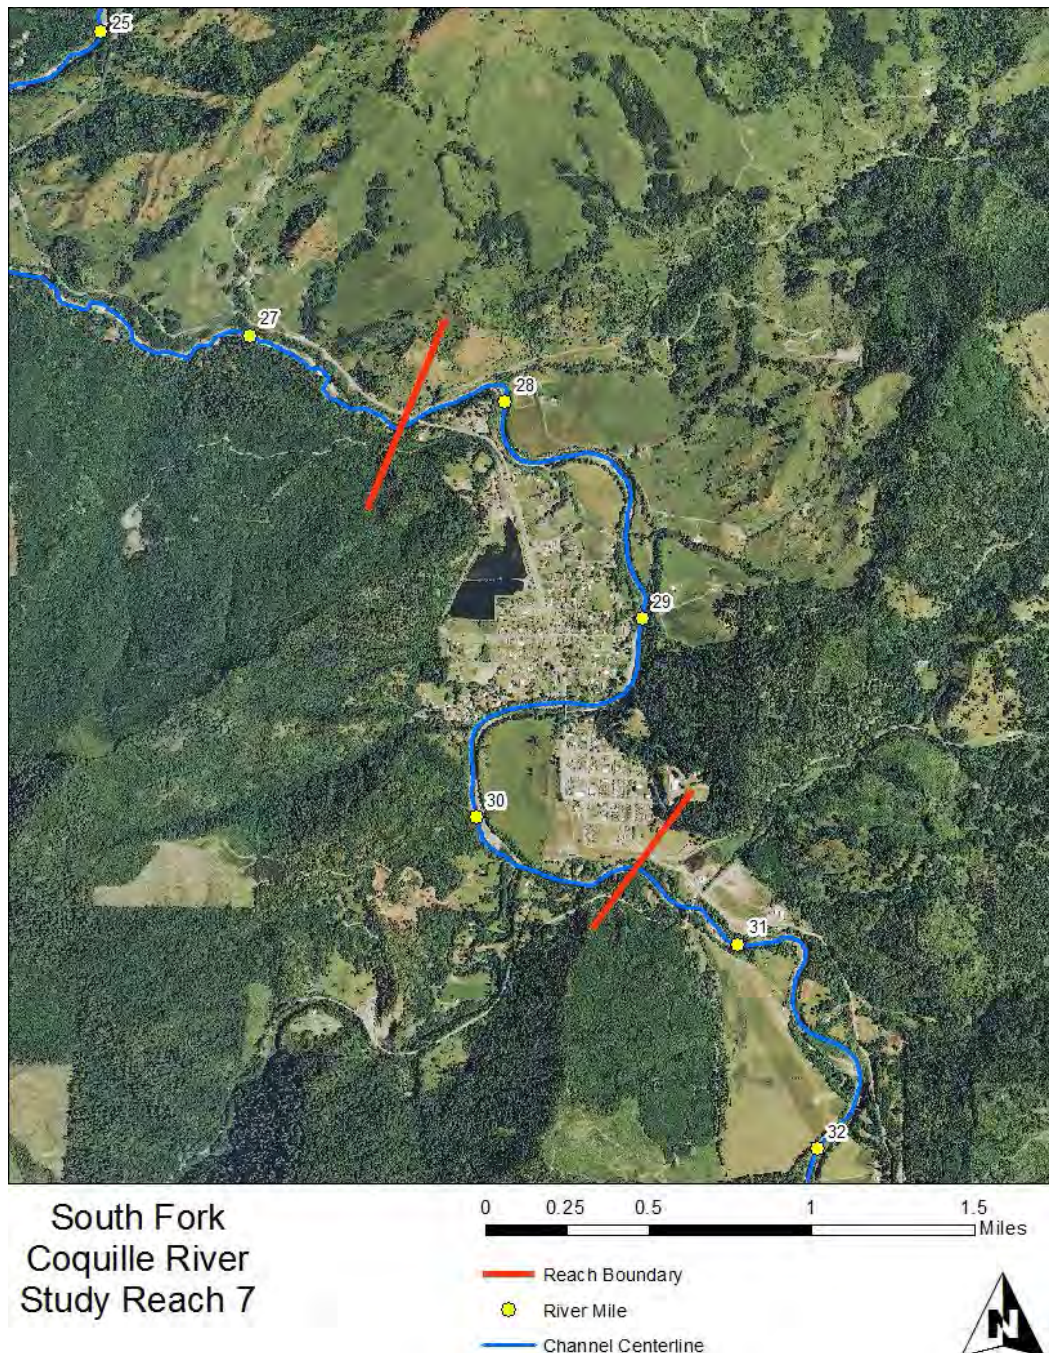 25
27
28
29
30
31
32
South Fork
Coquille River
Study Reach 7
0 0.25 0.5 1 1.5
Miles
Reach Boundary
River Mile
Channel Centerline
N